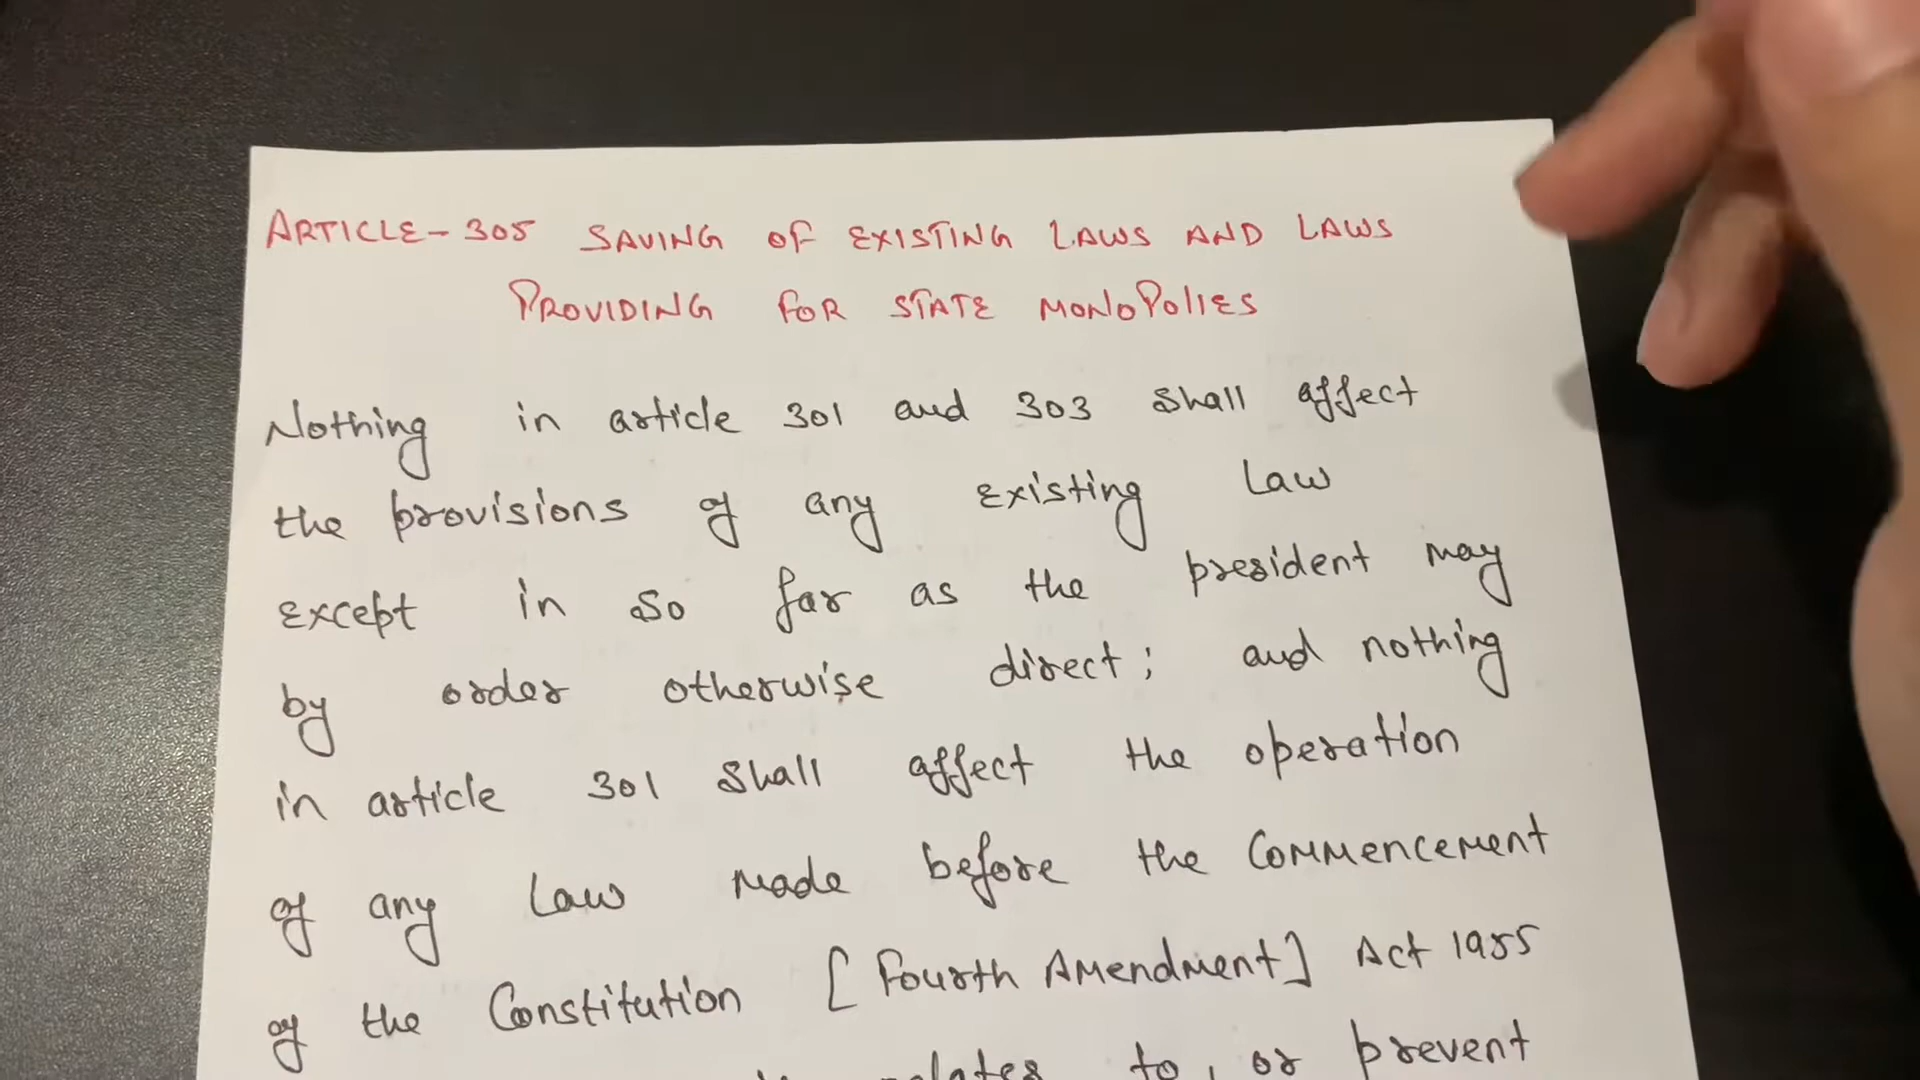 ARTICLE-305 SAVING OF EXISTING LAWS AND LAWS
PROVIDING FOR STATE MONOPOLIES
Nothing in article 301 and 303 shall affect
the provisions of any existing law
except in so far as the president may
by order otherwise direct; and nothing
in article 301 shall affect the operation
of any law made before the commencement
of the Constitution [Fourth Amendment] Act 1955
to, or prevent